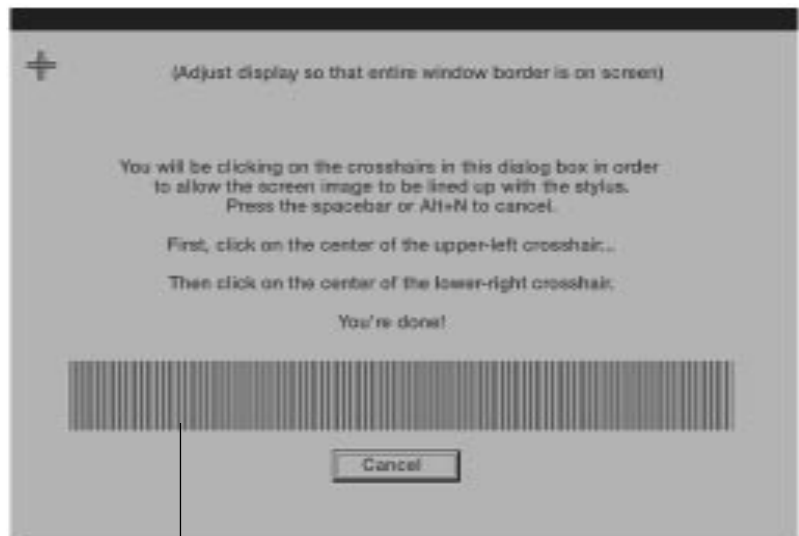 (Adjust display so that entire window border is on screen)
You will be clicking on the crosshairs in this dialog box in order
to allow the screen image to be lined up with the stylus.
Press the spacebar or Alt+N to cancel.
First, click on the center of the upper-left crosshair...
Then click on the center of the lower-right crosshair.
You're done!
Cancel